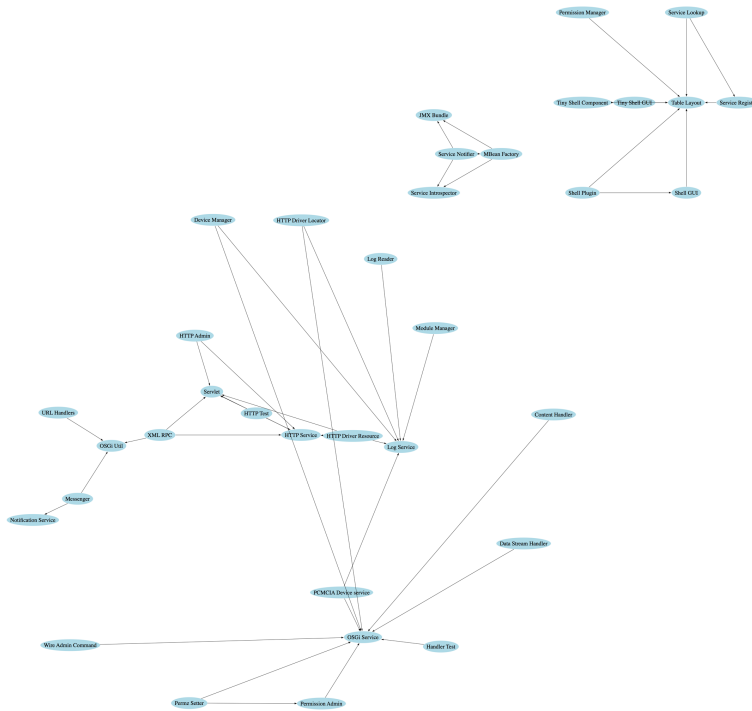 Permission Manager
Service Lookup
Tiny Shell Component
Tiny Shell GUI
Table Layout
Service Regist
JMX Bundle
Service Notifier
MBean Factory
Service Introspector
Shell Plugin
Shell GUI
Device Manager
HTTP Driver Locator
Log Reader
Module Manager
HTTP Admin
Servlet
URL Handlers
HTTP Test
Content Handler
XML RPC
HTTP Service
HTTP Driver Resource
OSGi Util
Log Service
Messenger
Notification Service
Data Stream Handler
PCMCIA Device service
OSGi Service
Wire Admin Command
Handler Test
Perms Setter
Permission Admin